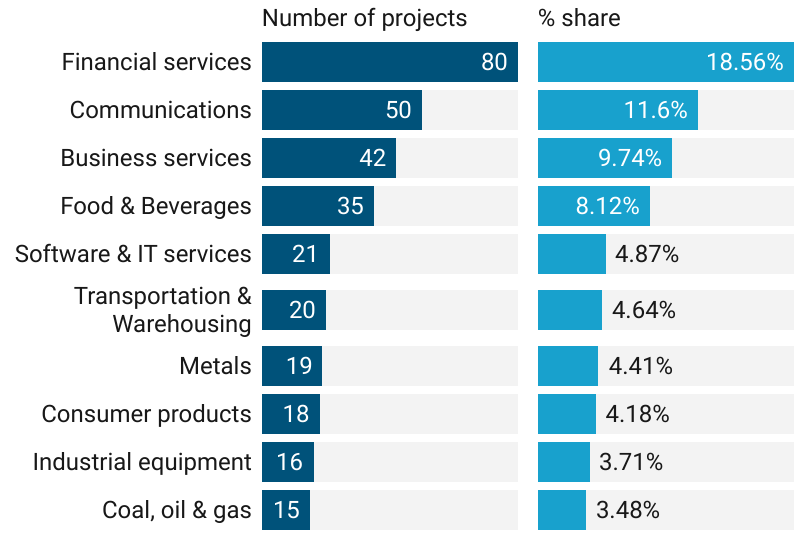 Number of projects % share
Financial services 80 18.56%
Communications 50 11.6%
Business services 42 9.74%
Food & Beverages 35 8.12%
Software & IT services 21 4.87%
Transportation &
Warehousing 20 4.64%
Metals 19 4.41%
Consumer products 18 4.18%
Industrial equipment 16 3.71%
Coal, oil & gas 15 3.48%